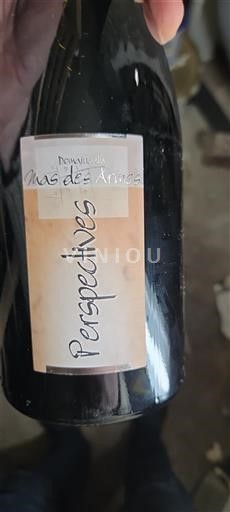 Domaine du
Mas des Armes
Perspectives
VINIOU